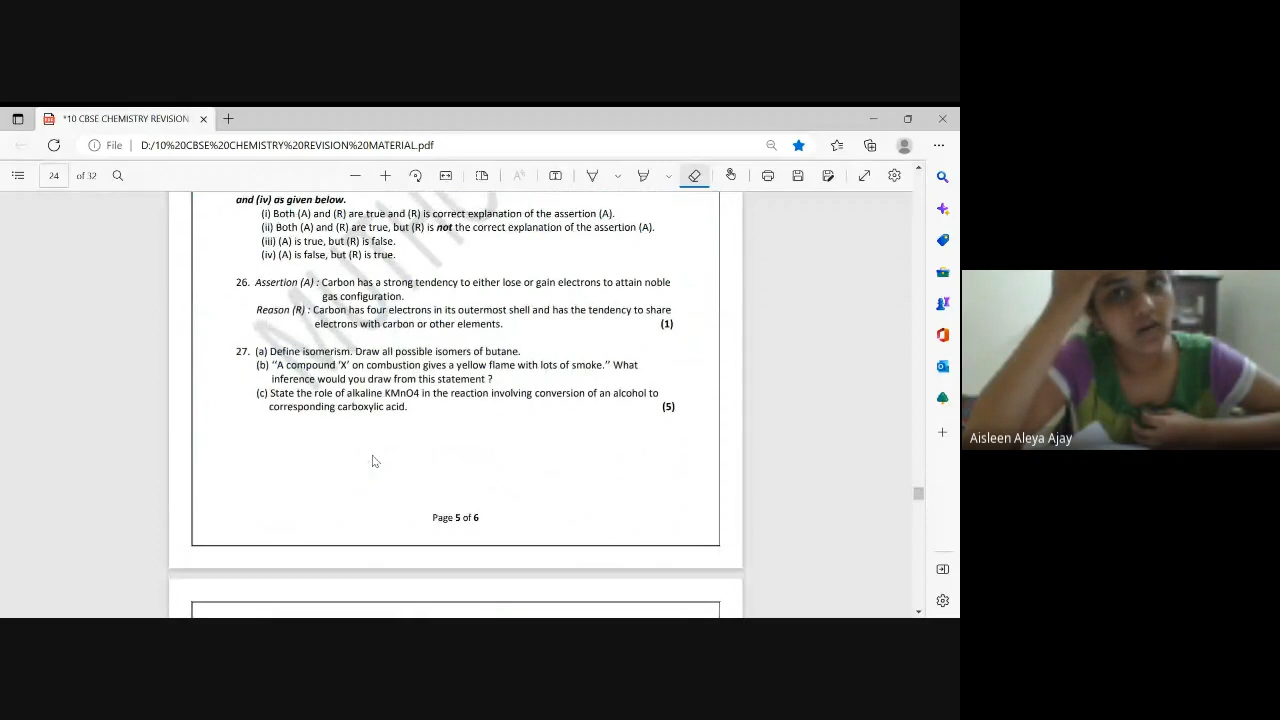 *10 CBSE CHEMISTRY REVISION
File
D:/10%20CBSE%20CHEMISTRY%20REVISION%20MATERIAL.pdf
24 of 32
and (iv) as given below.
(i) Both (A) and (R) are true and (R) is correct explanation of the assertion (A).
(ii) Both (A) and (R) are true, but (R) is not the correct explanation of the assertion (A).
(iii) (A) is true, but (R) is false.
(iv) (A) is false, but (R) is true.
26. Assertion (A) : Carbon has a strong tendency to either lose or gain electrons to attain noble
gas configuration.
Reason (R) : Carbon has four electrons in its outermost shell and has the tendency to share
electrons with carbon or other elements. (1)
27. (a) Define isomerism. Draw all possible isomers of butane.
(b) “A compound ‘X’ on combustion gives a yellow flame with lots of smoke.” What
inference would you draw from this statement ?
(c) State the role of alkaline KMnO4 in the reaction involving conversion of an alcohol to
corresponding carboxylic acid. (5)
Page 5 of 6
Aisleen Aleya Ajay